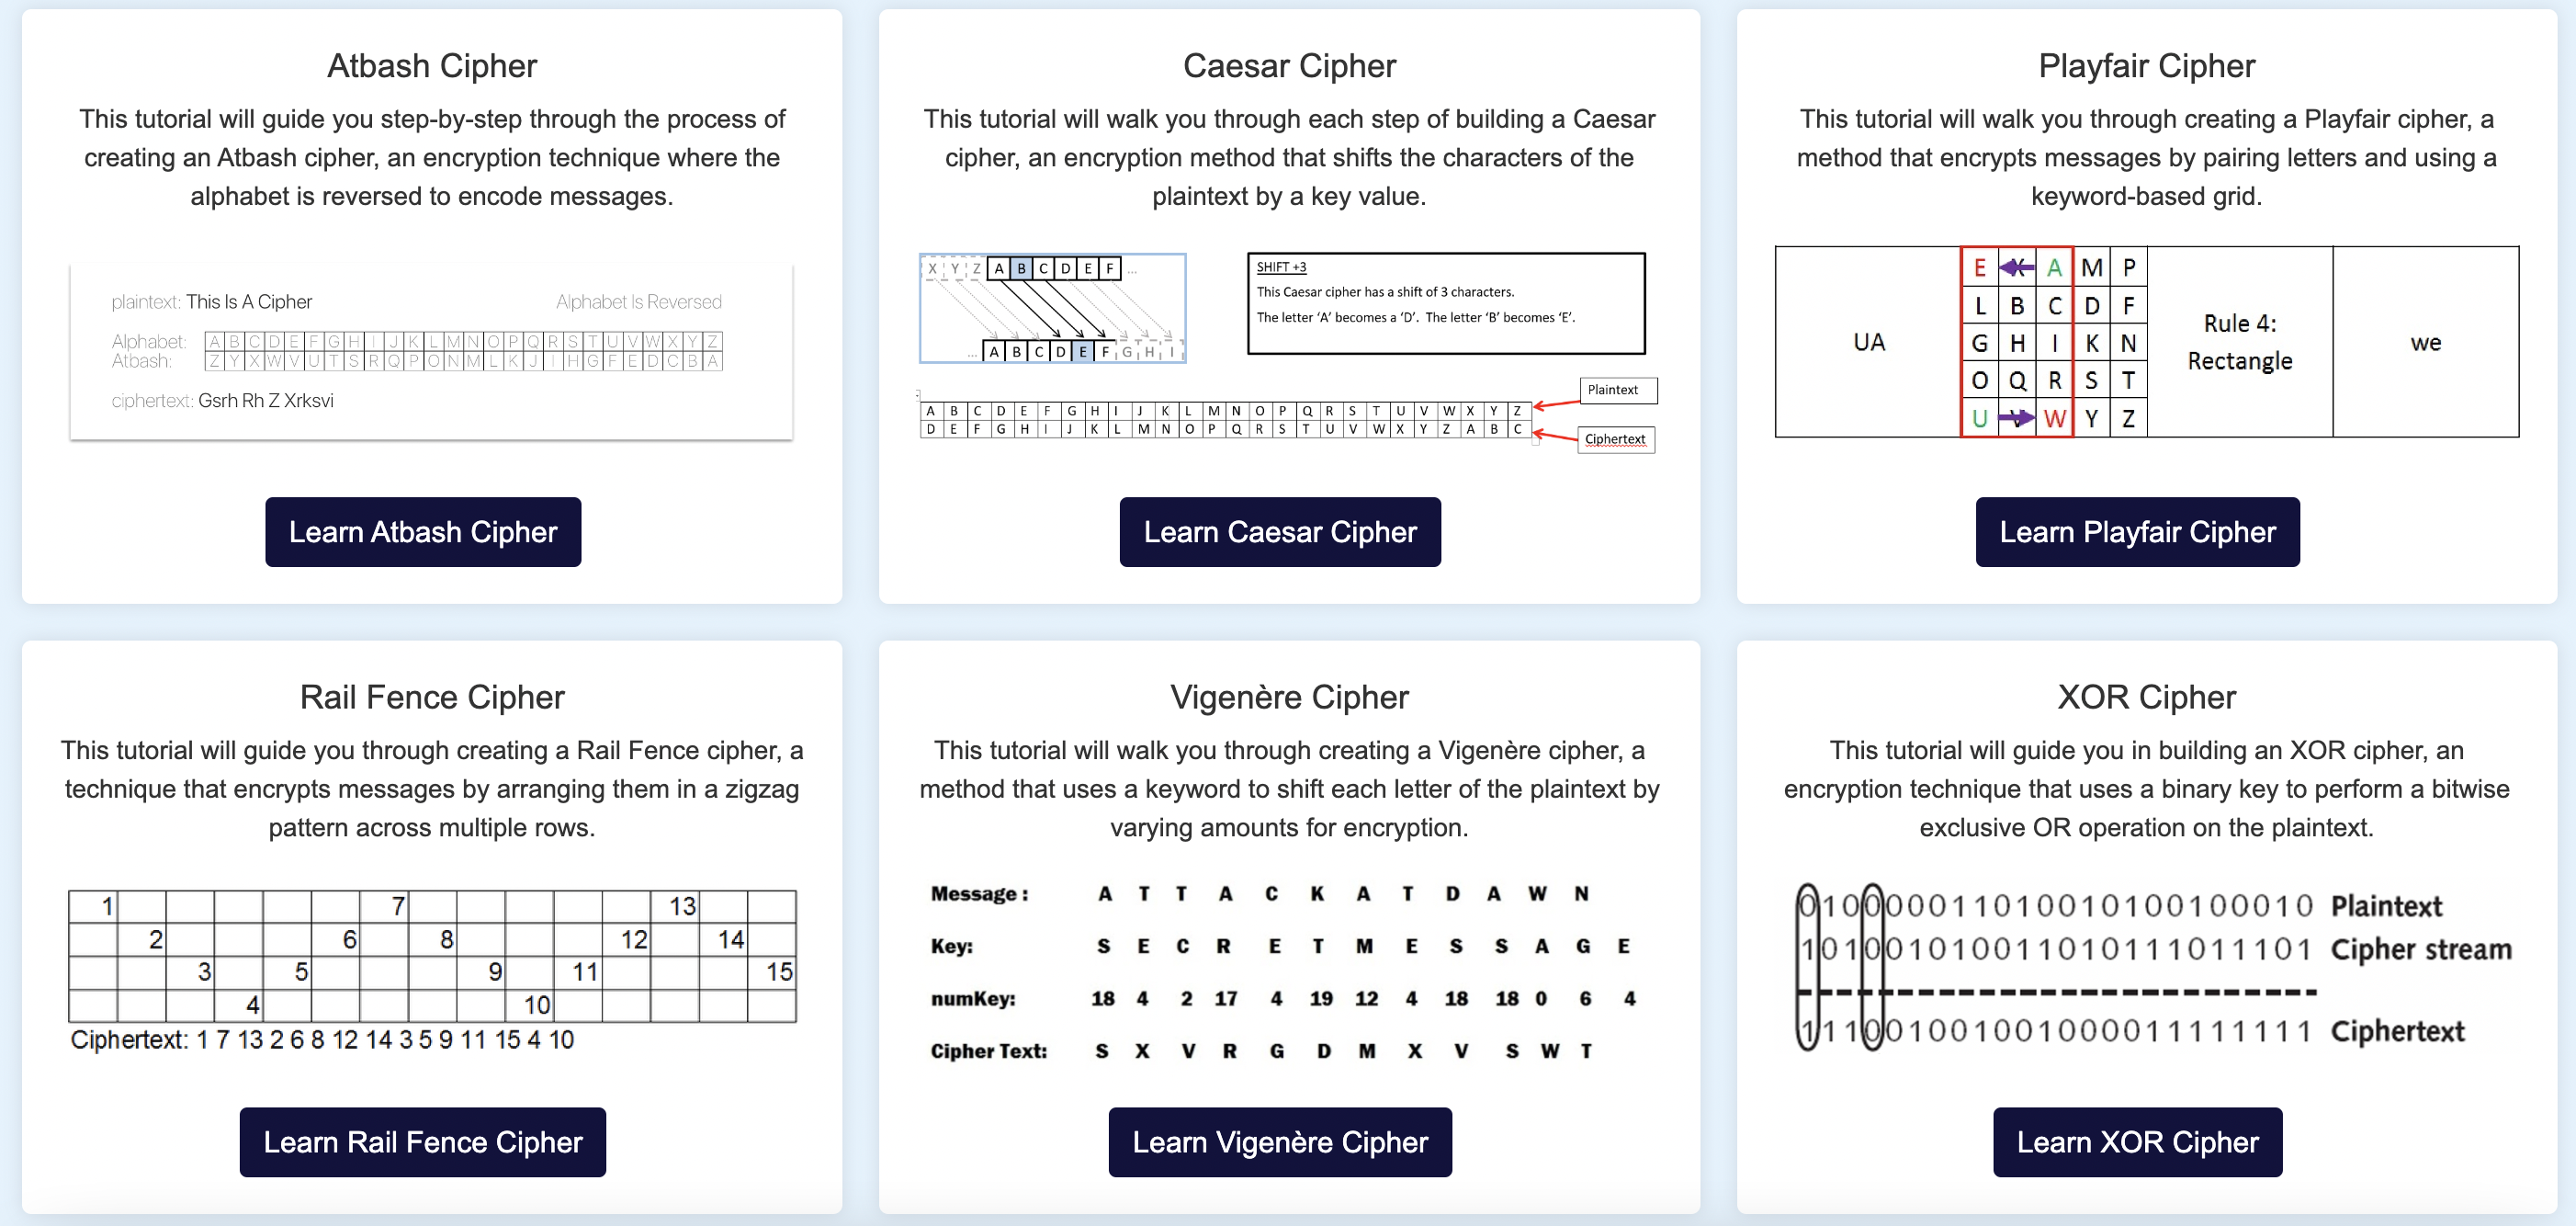 Atbash Cipher
This tutorial will guide you step-by-step through the process of
creating an Atbash cipher, an encryption technique where the
alphabet is reversed to encode messages.
plaintext: This Is A Cipher Alphabet Is Reversed
Alphabet: A B C D E F G H I J K L M N O P Q R S T U V W X Y Z
Atbash: Z Y X W V U T S R Q P O N M L K J I H G F E D C B A
ciphertext: Gsrh Rh Z Xrksvi
Learn Atbash Cipher
Caesar Cipher
This tutorial will walk you through each step of building a Caesar
cipher, an encryption method that shifts the characters of the
plaintext by a key value.
X Y Z A B C D E F ...
... A B C D E F G H I
SHIFT +3
This Caesar cipher has a shift of 3 characters.
The letter ‘A’ becomes a ‘D’. The letter ‘B’ becomes ‘E’.
Plaintext
A B C D E F G H I J K L M N O P Q R S T U V W X Y Z
D E F G H I J K L M N O P Q R S T U V W X Y Z A B C
Ciphertext
Learn Caesar Cipher
Playfair Cipher
This tutorial will walk you through creating a Playfair cipher, a
method that encrypts messages by pairing letters and using a
keyword-based grid.
UA
E X A M P
L B C D F
G H I K N
O Q R S T
U V W Y Z
Rule 4:
Rectangle
we
Learn Playfair Cipher
Rail Fence Cipher
This tutorial will guide you through creating a Rail Fence cipher, a
technique that encrypts messages by arranging them in a zigzag
pattern across multiple rows.
1 7 13
2 6 8 12 14
3 5 9 11 15
4 10
Ciphertext: 1 7 13 2 6 8 12 14 3 5 9 11 15 4 10
Learn Rail Fence Cipher
Vigenère Cipher
This tutorial will walk you through creating a Vigenère cipher, a
method that uses a keyword to shift each letter of the plaintext by
varying amounts for encryption.
Message : A T T A C K A T D A W N
Key: S E C R E T M E S S A G E
numKey: 18 4 2 17 4 19 12 4 18 18 0 6 4
Cipher Text: S X V R G D M X V S W T
Learn Vigenère Cipher
XOR Cipher
This tutorial will guide you in building an XOR cipher, an
encryption technique that uses a binary key to perform a bitwise
exclusive OR operation on the plaintext.
010000011010010100100010 Plaintext
101001010011010111011101 Cipher stream
111001001001000011111111 Ciphertext
Learn XOR Cipher